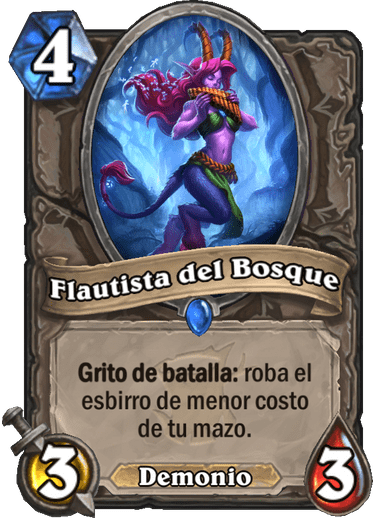 4
Flautista del Bosque
Grito de batalla: roba el
esbirro de menor costo
de tu mazo.
3
Demonio
3